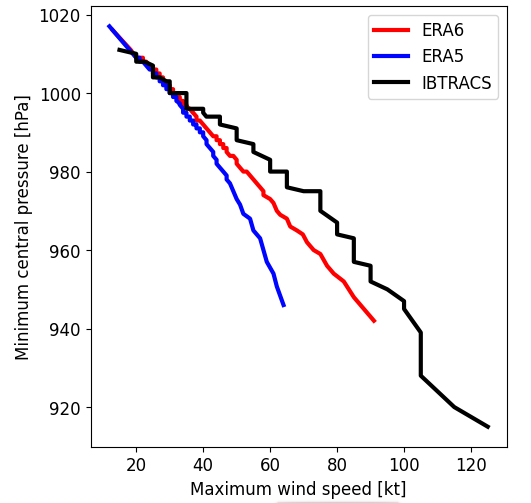 ERA6
ERA5
IBTRACS
Minimum central pressure [hPa]
1000
980
960
940
920
20 40 60 80 100 120
Maximum wind speed [kt]